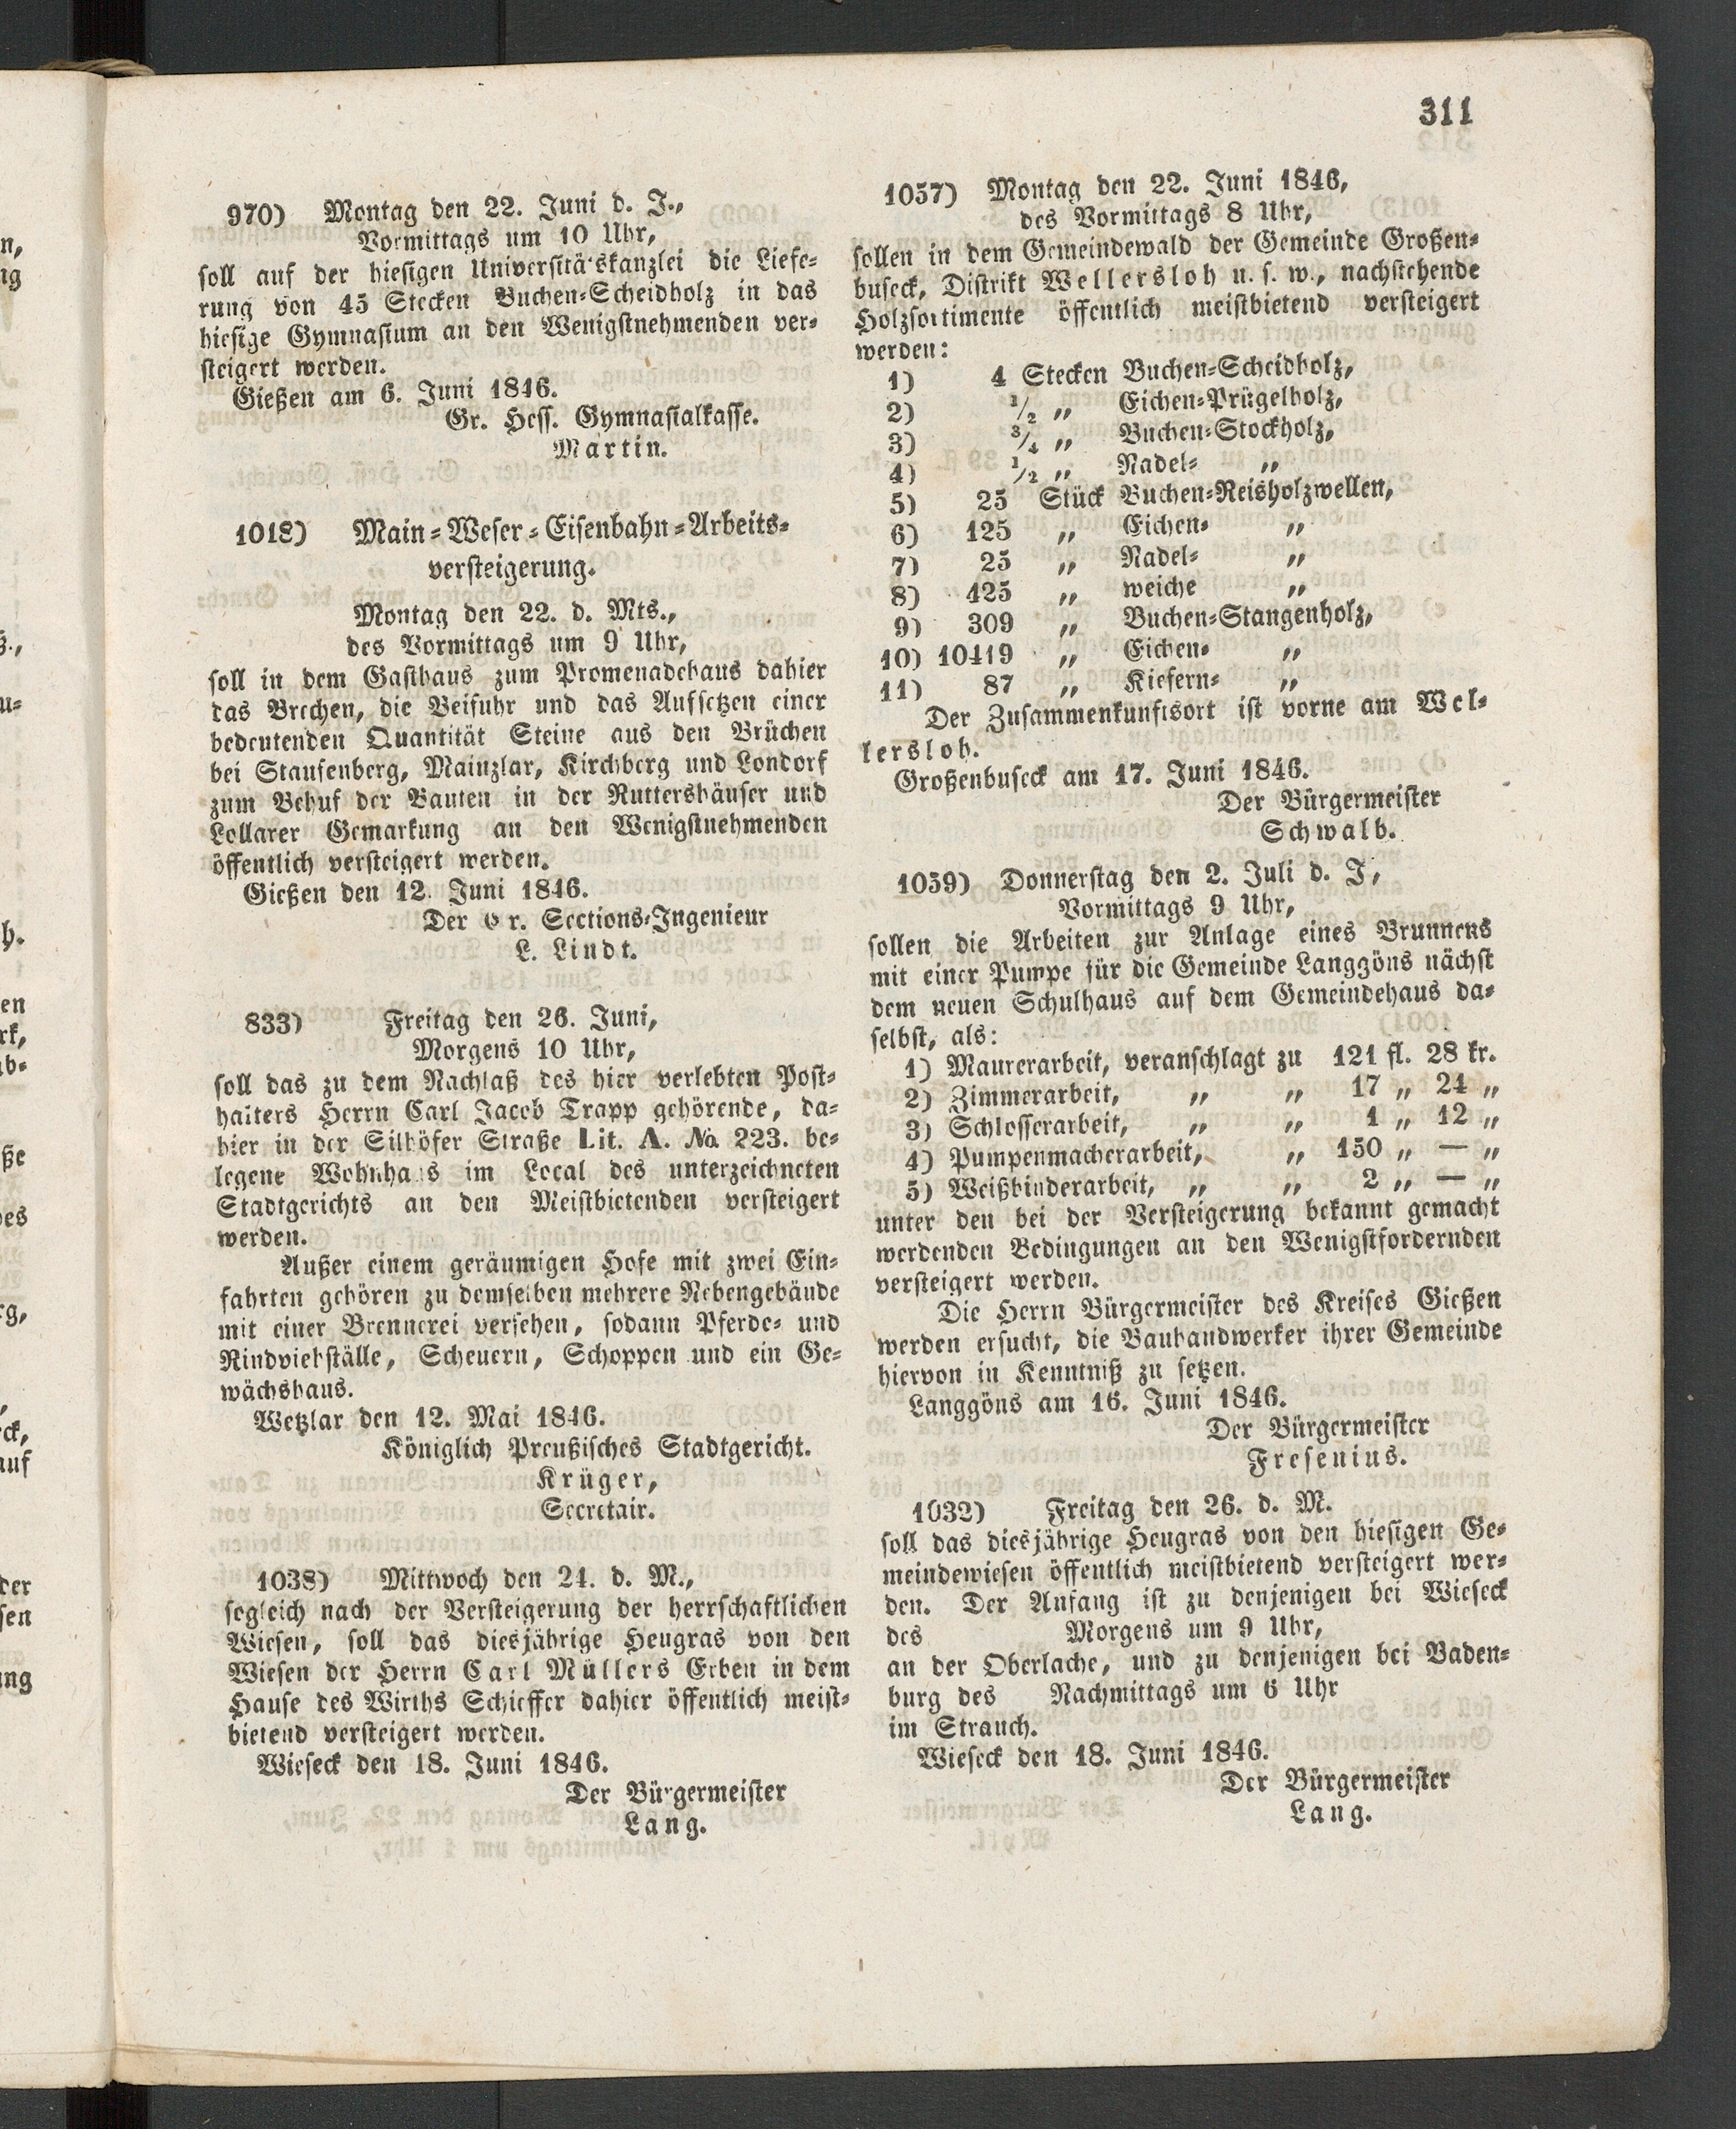 311
970) Montag den 22. Juni d. J.,
Vormittags um 10 Uhr,
soll auf der hiesigen Universitätskanzlei die Liefe-
rung von 45 Stecken Buchen-Scheidholz in das
hiesige Gymnasium an den Wenigstnehmenden ver-
steigert werden.
Gießen am 6. Juni 1846.
Gr. Hess. Gymnasialkasse.
Martin.
1018) Main-Weser-Eisenbahn-Arbeits-
versteigerung.
Montag den 22. d. Mts.,
des Vormittags um 9 Uhr,
soll in dem Gasthaus zum Promenadehaus dahier
das Brechen, die Beifuhr und das Aufsetzen einer
bedeutenden Quantität Steine aus den Brüchen
bei Staufenberg, Mainzlar, Kirchberg und Londorf
zum Behuf der Bauten in der Ruttershäuser und
Lollarer Gemarkung an den Wenigstnehmenden
öffentlich versteigert werden.
Gießen den 12. Juni 1846.
Der Gr. Sections-Ingenieur
L. Lindt.
833) Freitag den 26. Juni,
Morgens 10 Uhr,
soll das zu dem Nachlaß des hier verlebten Post-
halters Herrn Carl Jacob Trapp gehörende, da-
hier in der Silhöfer Straße Lit. A. No. 223. be-
legene Wohnhaus im Local des unterzeichneten
Stadtgerichts an den Meistbietenden versteigert
werden.
Außer einem geräumigen Hofe mit zwei Ein-
fahrten gehören zu demselben mehrere Nebengebäude
mit einer Brennerei versehen, sodann Pferde- und
Rindviehställe, Scheuern, Schoppen und ein Ge-
wächshaus.
Wetzlar den 12. Mai 1846.
Königlich Preußisches Stadtgericht.
Krüger,
Secretair.
1038) Mittwoch den 24. d. M.,
sogleich nach der Versteigerung der herrschaftlichen
Wiesen, soll das diesjährige Heugras von den
Wiesen der Herrn Carl Müllers Erben in dem
Hause des Wirths Schieffer dahier öffentlich meist-
bietend versteigert werden.
Wieseck den 18. Juni 1846.
Der Bürgermeister
Lang.
1057) Montag den 22. Juni 1846,
des Vormittags 8 Uhr,
sollen in dem Gemeindewald der Gemeinde Großen-
buseck, Distrikt Wellersloh u. s. w., nachstehende
Holzsortimente öffentlich meistbietend versteigert
werden:
1) 4 Stecken Buchen-Scheidholz,
2) 1/2 „ Eichen-Prügelholz,
3) 3/4 „ Buchen-Stockholz,
4) 1/2 „ Nadel- „
5) 25 Stück Buchen-Reisholzwellen,
6) 125 „ Eichen- „
7) 25 „ Nadel- „
8) 425 „ weiche „
9) 309 „ Buchen-Stangenholz,
10) 10419 „ Eichen- „
11) 87 „ Kiefern- „
Der Zusammenkunftsort ist vorne am Wel-
lersloh.
Großenbuseck am 17. Juni 1846.
Der Bürgermeister
Schwalb.
1059) Donnerstag den 2. Juli d. J,
Vormittags 9 Uhr,
sollen die Arbeiten zur Anlage eines Brunnens
mit einer Pumpe für die Gemeinde Langgöns nächst
dem neuen Schulhaus auf dem Gemeindehaus da-
selbst, als:
1) Maurerarbeit, veranschlagt zu 121 fl. 28 kr.
2) Zimmerarbeit, „ „ 17 „ 24 „
3) Schlosserarbeit, „ „ 1 „ 12 „
4) Pumpenmacherarbeit, „ 150 „ — „
5) Weißbinderarbeit, „ „ 2 „ — „
unter den bei der Versteigerung bekannt gemacht
werdenden Bedingungen an den Wenigstfordernden
versteigert werden.
Die Herrn Bürgermeister des Kreises Gießen
werden ersucht, die Bauhandwerker ihrer Gemeinde
hiervon in Kenntniß zu setzen.
Langgöns am 16. Juni 1846.
Der Bürgermeister
Fresenius.
1032) Freitag den 26. d. M.
soll das diesjährige Heugras von den hiesigen Ge-
meindewiesen öffentlich meistbietend versteigert wer-
den. Der Anfang ist zu denjenigen bei Wieseck
des Morgens um 9 Uhr,
an der Oberlache, und zu denjenigen bei Baden-
burg des Nachmittags um 6 Uhr
im Strauch.
Wieseck den 18. Juni 1846.
Der Bürgermeister
Lang.